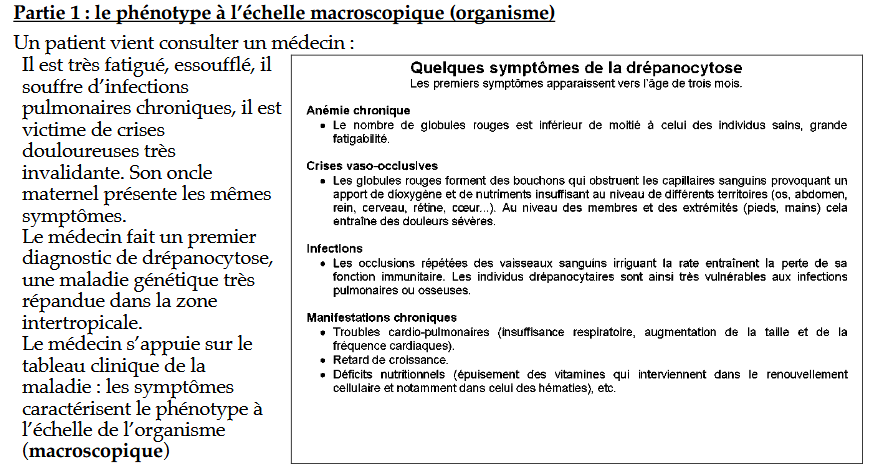 Partie 1 : le phénotype à l'échelle macroscopique (organisme)
Un patient vient consulter un médecin :
Il est très fatigué, essoufflé, il
souffre d'infections
pulmonaires chroniques, il est
victime de crises
douloureuses très
invalidante. Son oncle
maternel présente les mêmes
symptômes.
Le médecin fait un premier
diagnostic de drépanocytose,
une maladie génétique très
répandue dans la zone
intertropicale.
Le médecin s'appuie sur le
tableau clinique de la
maladie : les symptômes
caractérisent le phénotype à
l'échelle de l'organisme
(macroscopique)
Quelques symptômes de la drépanocytose
Les premiers symptômes apparaissent vers l'âge de trois mois.
Anémie chronique
• Le nombre de globules rouges est inférieur de moitié à celui des individus sains, grande
fatigabilité.
Crises vaso-occlusives
• Les globules rouges forment des bouchons qui obstruent les capillaires sanguins provoquant un
apport de dioxygène et de nutriments insuffisant au niveau de différents territoires (os, abdomen,
rein, cerveau, rétine, cœur...). Au niveau des membres et des extrémités (pieds, mains) cela
entraîne des douleurs sévères.
Infections
• Les occlusions répétées des vaisseaux sanguins irriguant la rate entraînent la perte de sa
fonction immunitaire. Les individus drépanocytaires sont ainsi très vulnérables aux infections
pulmonaires ou osseuses.
Manifestations chroniques
• Troubles cardio-pulmonaires (insuffisance respiratoire, augmentation de la taille et de la
fréquence cardiaques).
• Retard de croissance.
• Déficits nutritionnels (épuisement des vitamines qui interviennent dans le renouvellement
cellulaire et notamment dans celui des hématies), etc.